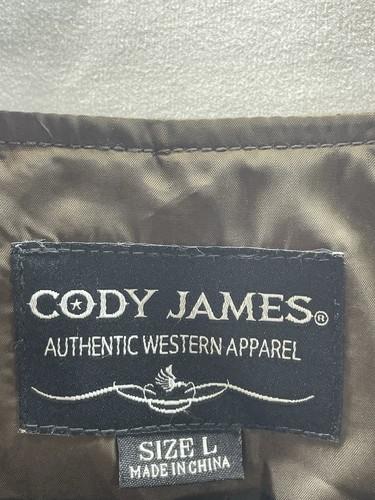 CODY JAMES®
AUTHENTIC WESTERN APPAREL
SIZE L
MADE IN CHINA